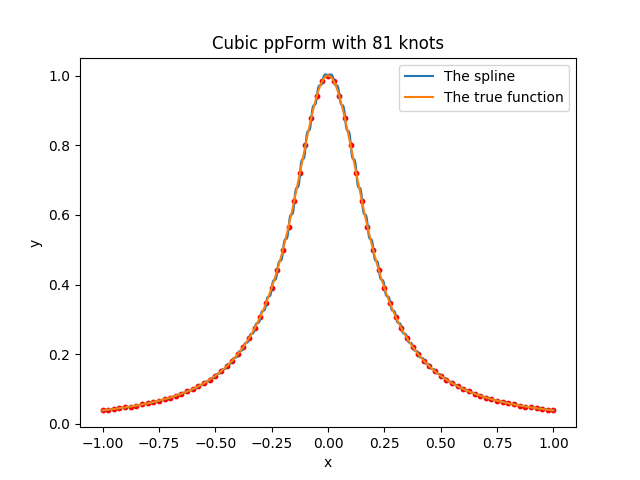 Cubic ppForm with 81 knots
The spline
The true function
1.0
0.8
0.6
0.4
0.2
0.0
y
−1.00 −0.75 −0.50 −0.25 0.00 0.25 0.50 0.75 1.00
x